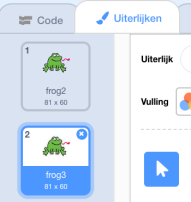 Code
Uiterlijken
1
frog2
81 x 60
Uiterlijk
Vulling
2
frog3
81 x 60